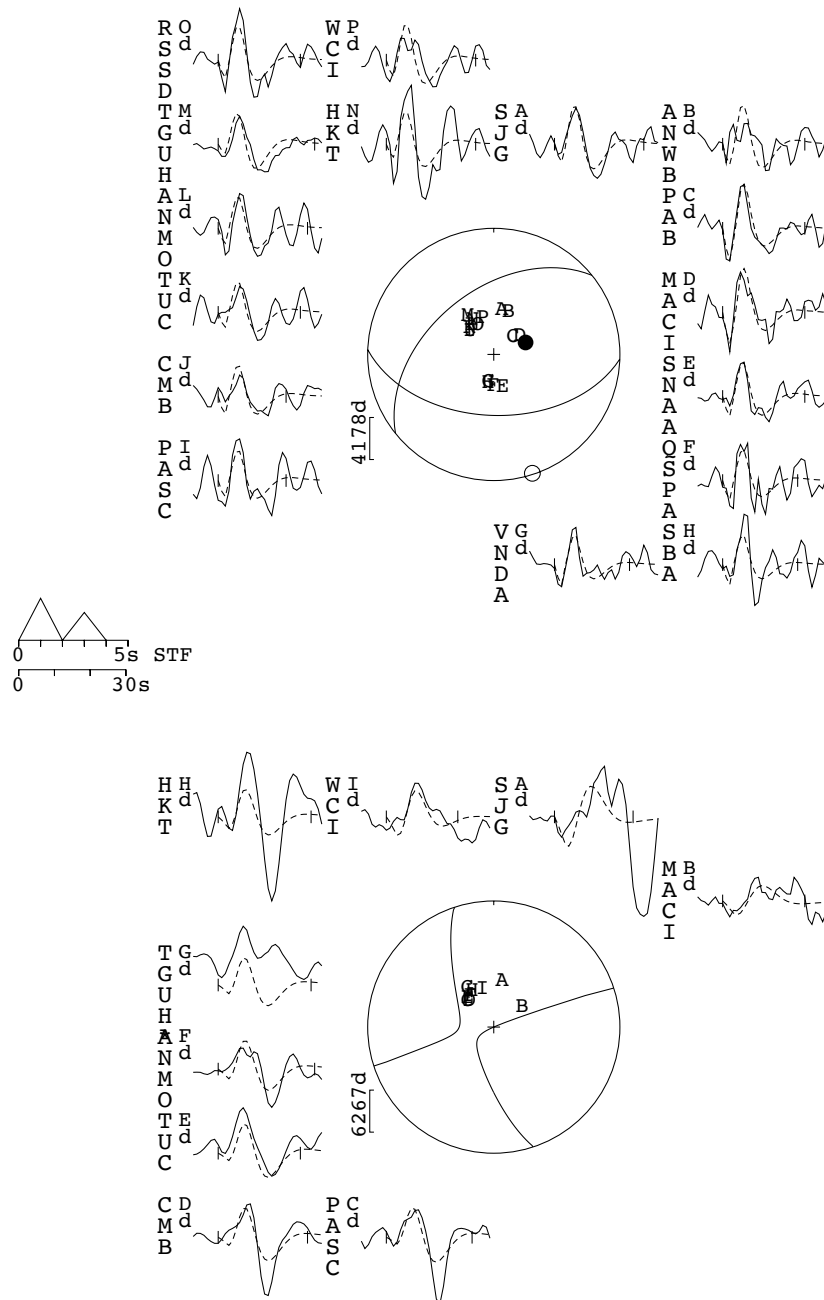 RSSD O d
WCI P d
TGUH M d
HKT N d
SJG A d
ANWB B d
ANMO L d
PAB C d
TUC K d
MACI D d
CMB J d
SNAA E d
PASC I d
QSPA F d
VNDA G d
SBA H d
A B
C D
E
4178d
0 5s STF
0 30s
HKT H d
WCI I d
SJG A d
MACI B d
TGUH G d
ANMO F d
TUC E d
CMB D d
PASC C d
A
B
H I
G
6267d